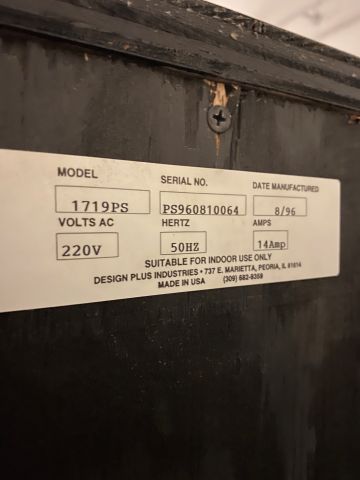 MODEL SERIAL NO. DATE MANUFACTURED
1719PS PS960810064 8/96
VOLTS AC HERTZ AMPS
220V 50HZ 14Amp
SUITABLE FOR INDOOR USE ONLY
DESIGN PLUS INDUSTRIES • 737 E. MARIETTA, PEORIA, IL 61614
MADE IN USA (309) 682-9359